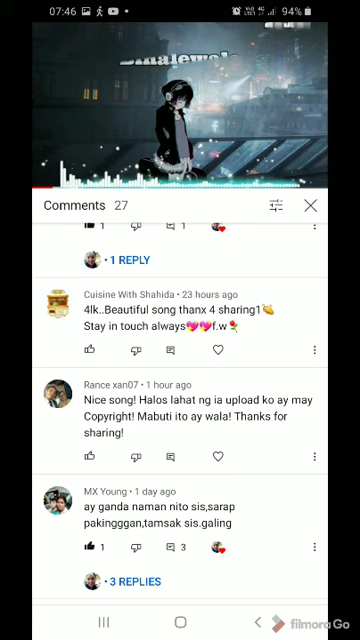 07:46
94%
Comments 27
1
1
• 1 REPLY
Cuisine With Shahida • 23 hours ago
4lk..Beautiful song thanx 4 sharing1👏
Stay in touch always💖💖f.w🌹
Rance xan07 • 1 hour ago
Nice song! Halos lahat ng ia upload ko ay may
Copyright! Mabuti ito ay wala! Thanks for
sharing!
MX Young • 1 day ago
ay ganda naman nito sis,sarap
pakingggan,tamsak sis.galing
1
3
• 3 REPLIES
filmora Go